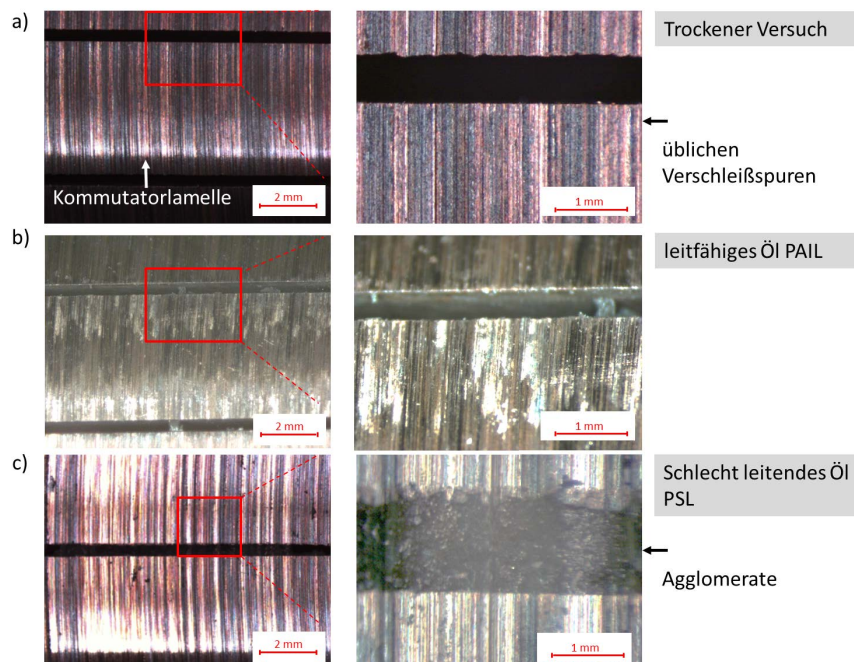 a)
Trockener Versuch
üblichen
Verschleißspuren
Kommutatorlamelle
2 mm
1 mm
b)
leitfähiges Öl PAIL
2 mm
1 mm
c)
Schlecht leitendes Öl
PSL
Agglomerate
2 mm
1 mm